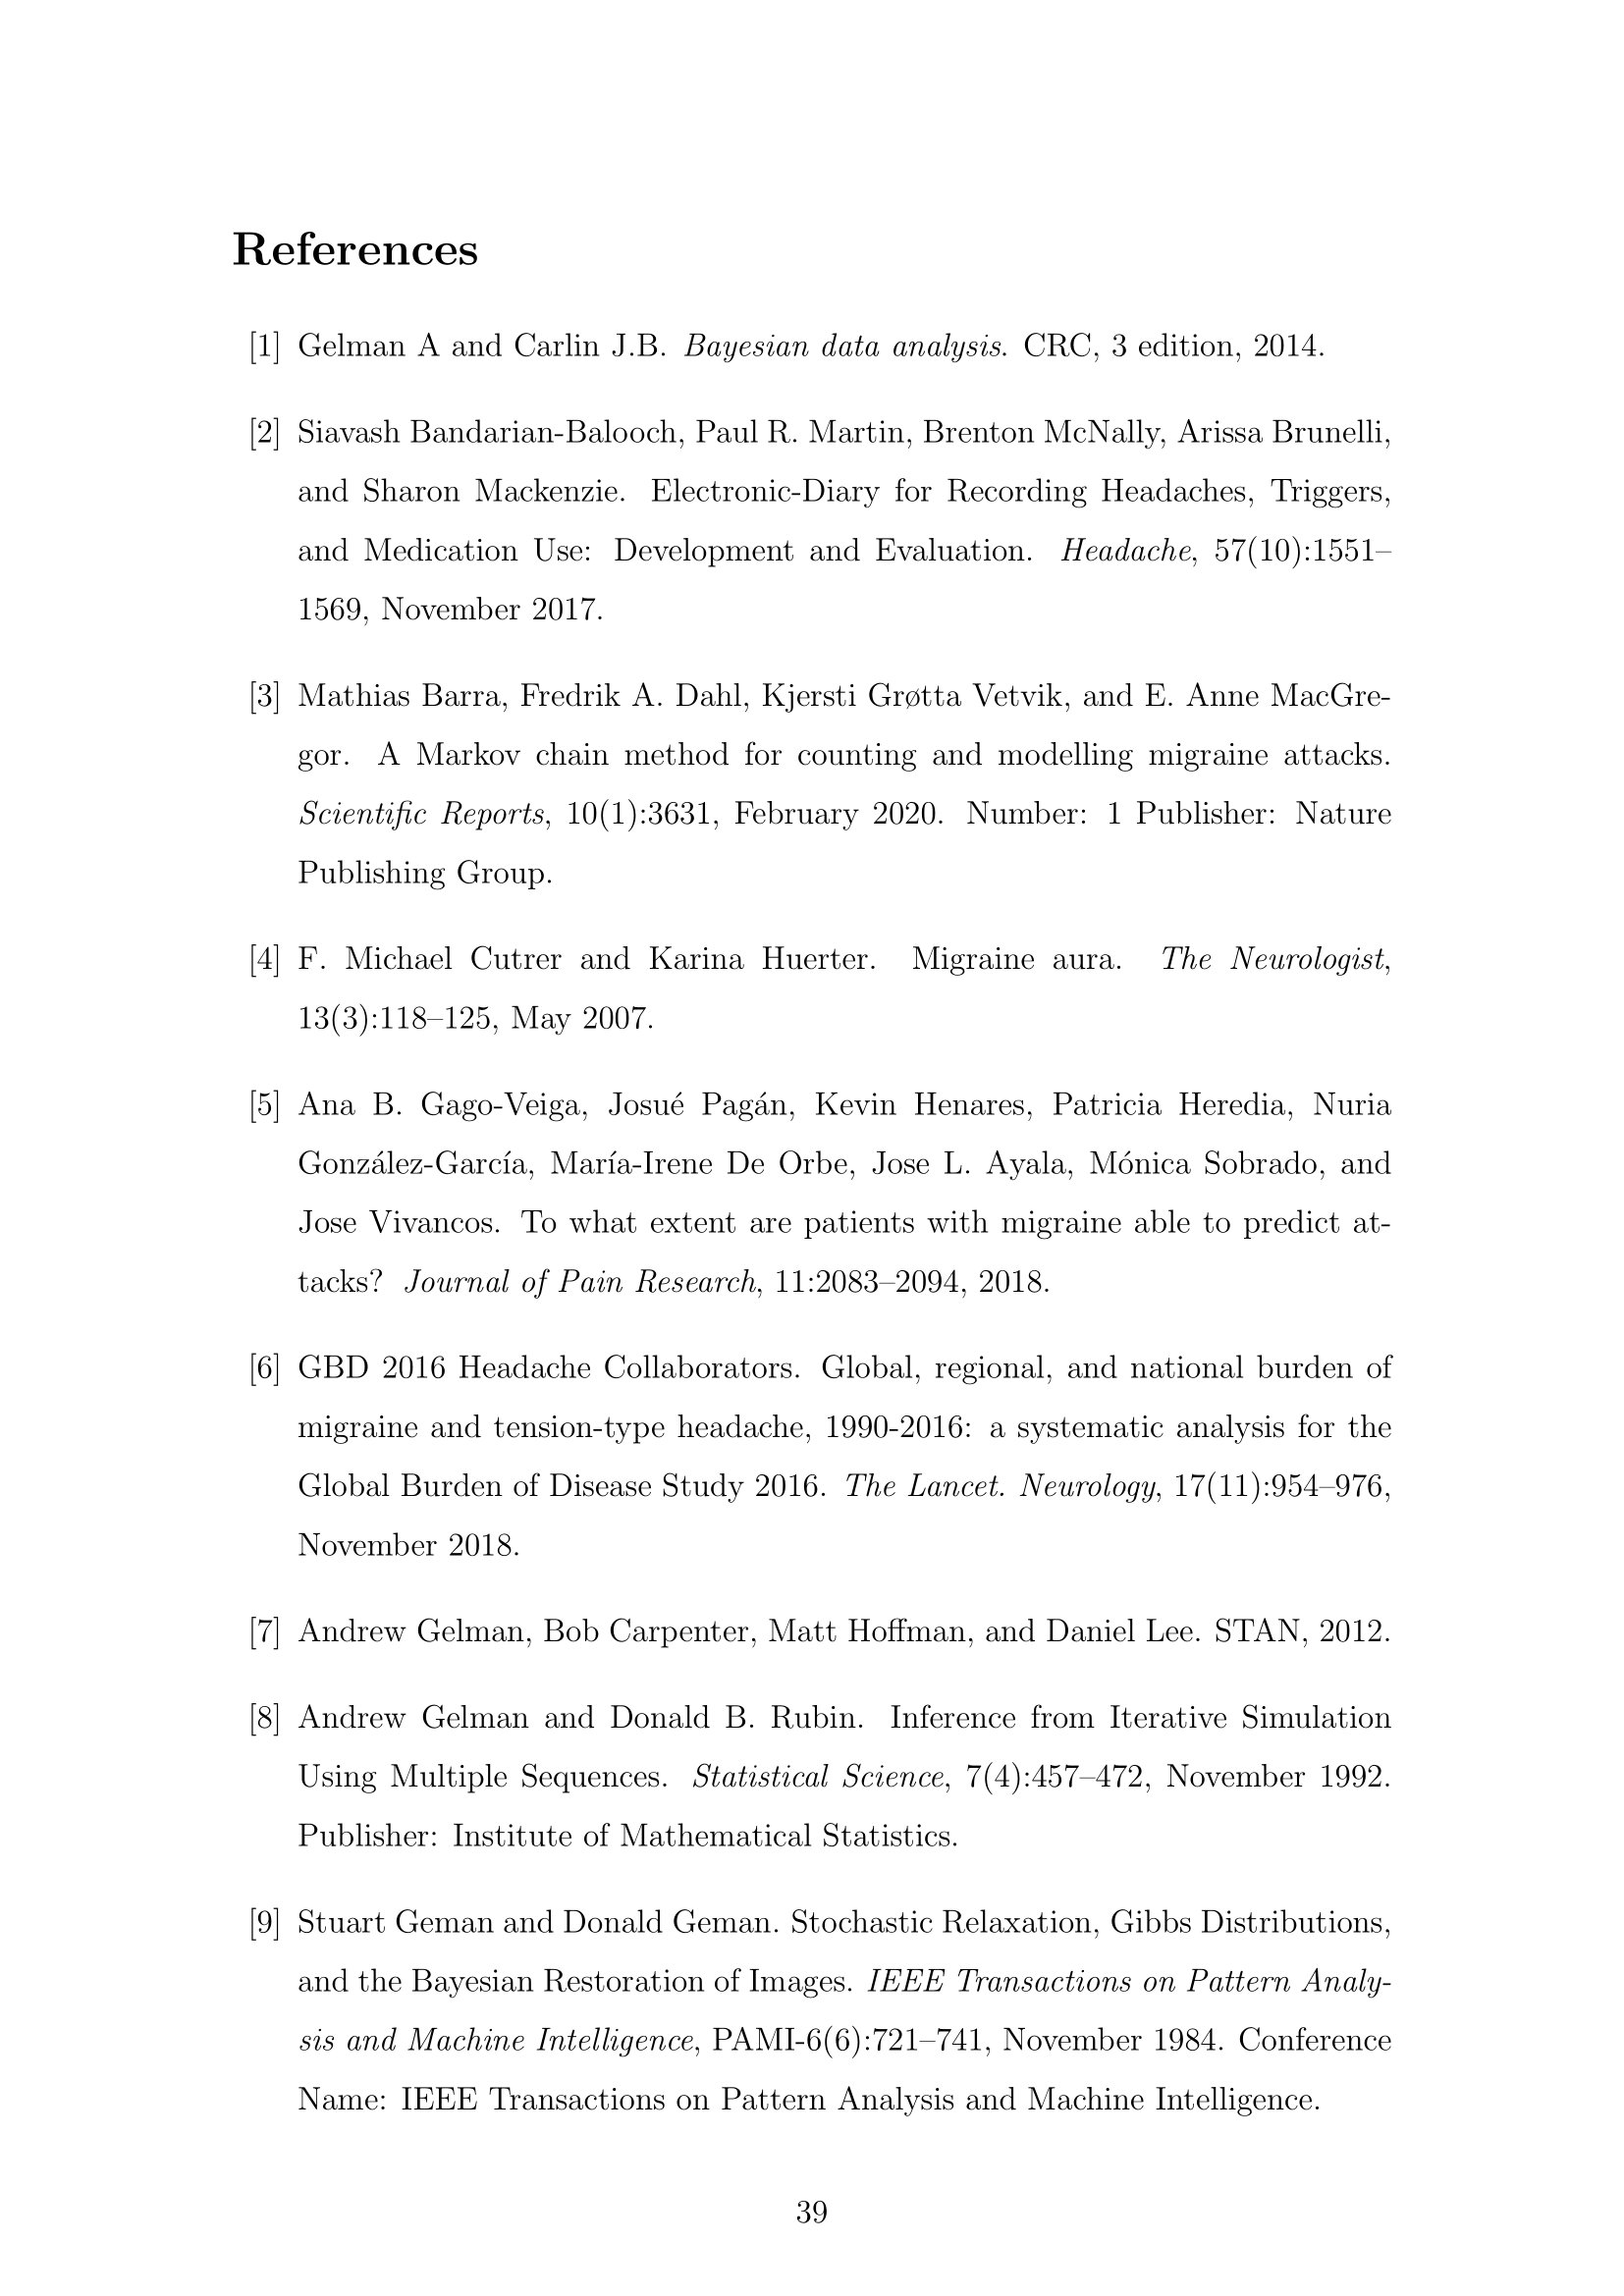 References
[1] Gelman A and Carlin J.B. Bayesian data analysis. CRC, 3 edition, 2014.
[2] Siavash Bandarian-Balooch, Paul R. Martin, Brenton McNally, Arissa Brunelli,
and Sharon Mackenzie. Electronic-Diary for Recording Headaches, Triggers,
and Medication Use: Development and Evaluation. Headache, 57(10):1551–
1569, November 2017.
[3] Mathias Barra, Fredrik A. Dahl, Kjersti Grøtta Vetvik, and E. Anne MacGre-
gor. A Markov chain method for counting and modelling migraine attacks.
Scientific Reports, 10(1):3631, February 2020. Number: 1 Publisher: Nature
Publishing Group.
[4] F. Michael Cutrer and Karina Huerter. Migraine aura. The Neurologist,
13(3):118–125, May 2007.
[5] Ana B. Gago-Veiga, Josué Pagán, Kevin Henares, Patricia Heredia, Nuria
González-García, María-Irene De Orbe, Jose L. Ayala, Mónica Sobrado, and
Jose Vivancos. To what extent are patients with migraine able to predict at-
tacks? Journal of Pain Research, 11:2083–2094, 2018.
[6] GBD 2016 Headache Collaborators. Global, regional, and national burden of
migraine and tension-type headache, 1990-2016: a systematic analysis for the
Global Burden of Disease Study 2016. The Lancet. Neurology, 17(11):954–976,
November 2018.
[7] Andrew Gelman, Bob Carpenter, Matt Hoffman, and Daniel Lee. STAN, 2012.
[8] Andrew Gelman and Donald B. Rubin. Inference from Iterative Simulation
Using Multiple Sequences. Statistical Science, 7(4):457–472, November 1992.
Publisher: Institute of Mathematical Statistics.
[9] Stuart Geman and Donald Geman. Stochastic Relaxation, Gibbs Distributions,
and the Bayesian Restoration of Images. IEEE Transactions on Pattern Analy-
sis and Machine Intelligence, PAMI-6(6):721–741, November 1984. Conference
Name: IEEE Transactions on Pattern Analysis and Machine Intelligence.
39